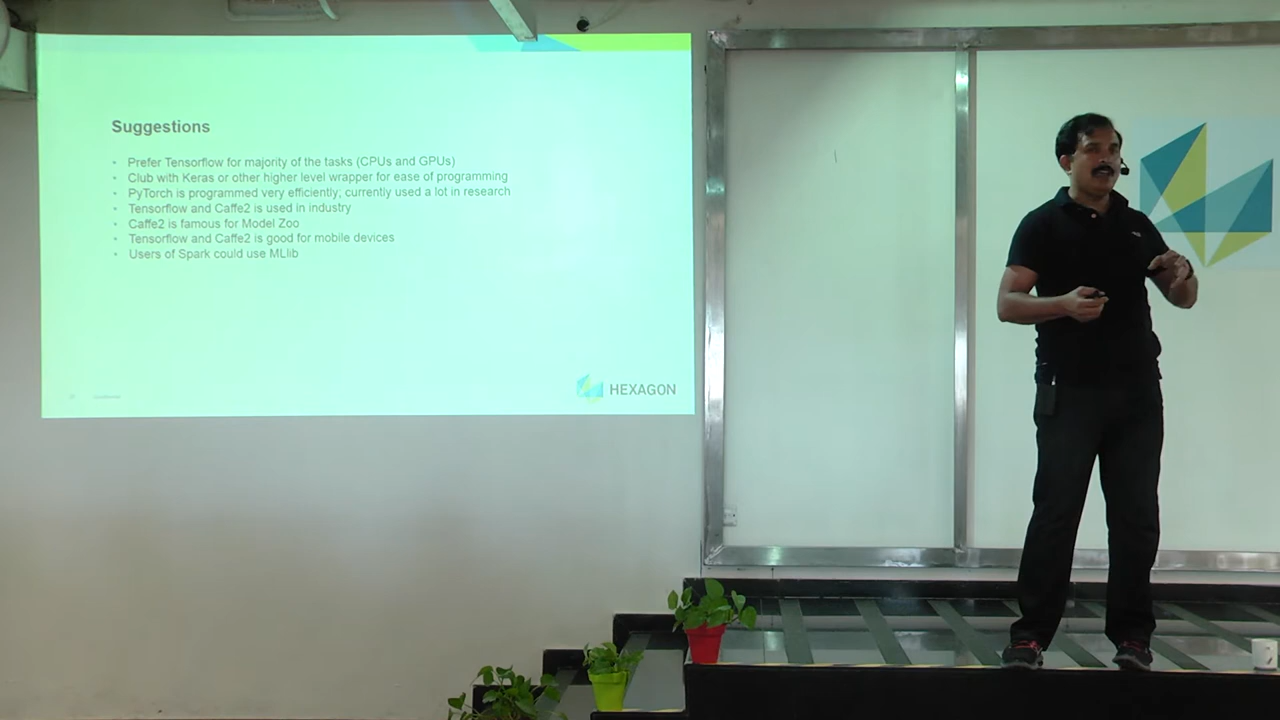 Suggestions
• Prefer Tensorflow for majority of the tasks (CPUs and GPUs)
• Club with Keras or other higher level wrapper for ease of programming
• PyTorch is programmed very efficiently; currently used a lot in research
• Tensorflow and Caffe2 is used in industry
• Caffe2 is famous for Model Zoo
• Tensorflow and Caffe2 is good for mobile devices
• Users of Spark could use MLlib
HEXAGON